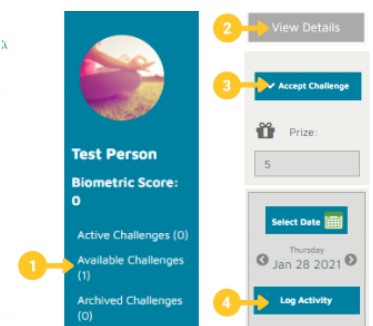 Test Person
Biometric Score:
0
Active Challenges (0)
1
Available Challenges
(1)
Archived Challenges
(0)
2
View Details
3
Accept Challenge
Prize:
5
Select Date
Thursday
Jan 28 2021
4
Log Activity